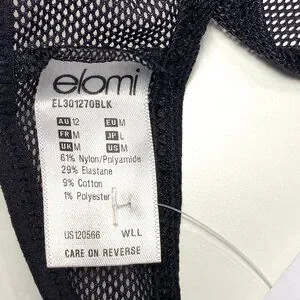 elomi
EL301270BLK
AU 12 EU M
FR M JP L
UK M US M
61% Nylon/Polyamide
29% Elastane
9% Cotton
1% Polyester
US120566 WLL
CARE ON REVERSE